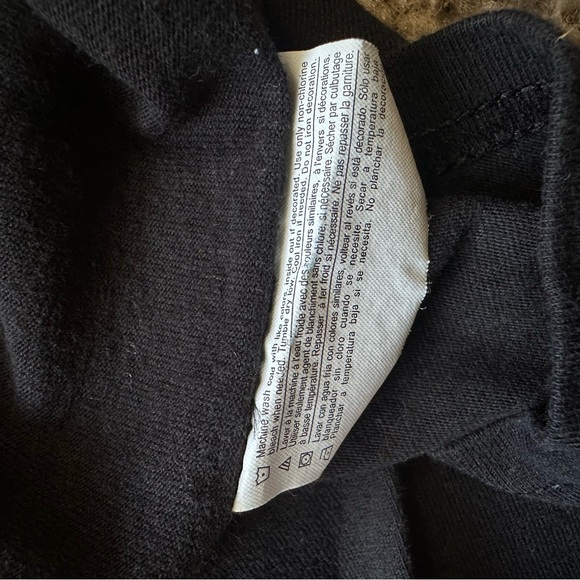 Machine wash cold with like colors, inside out if decorated. Use only non-chlorine
bleach when needed. Tumble dry low. Cool iron if needed. Do not iron decoration.
Laver à la machine à l'eau froide avec des couleurs similaires, à l'envers si décorations.
Utiliser seulement agent de blanchiment sans chlore, si nécessaire. Sécher par culbutage
à basse température. Repasser à fer froid si nécessaire. Ne pas repasser la garniture.
Lavar con agua fria con colores similares, voltear al revés si está decorado. Sólo usar
blanqueador sin cloro cuando se necesite. Secar a temperatura baja.
Planchar a temperatura baja si se necesita. No planchar la